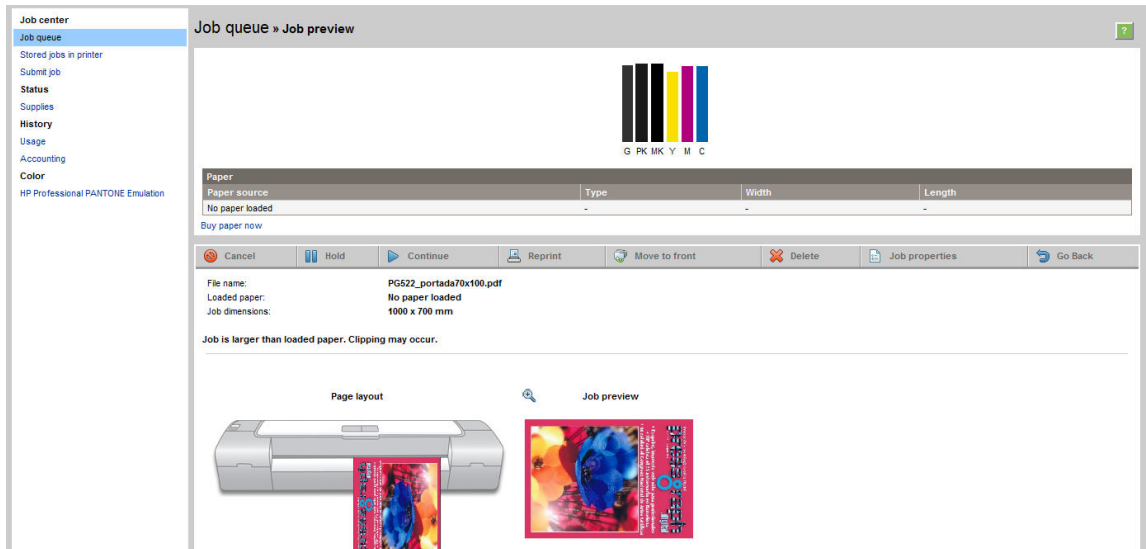 Job center
Job queue
Stored jobs in printer
Submit job
Status
Supplies
History
Usage
Accounting
Color
HP Professional PANTONE Emulation
Job queue » Job preview
?
G PK MK Y M C
Paper
Paper source Type Width Length
No paper loaded - - -
Buy paper now
Cancel Hold Continue Reprint Move to front Delete Job properties Go Back
File name: PG522_portada70x100.pdf
Loaded paper: No paper loaded
Job dimensions: 1000 x 700 mm
Job is larger than loaded paper. Clipping may occur.
Page layout Job preview